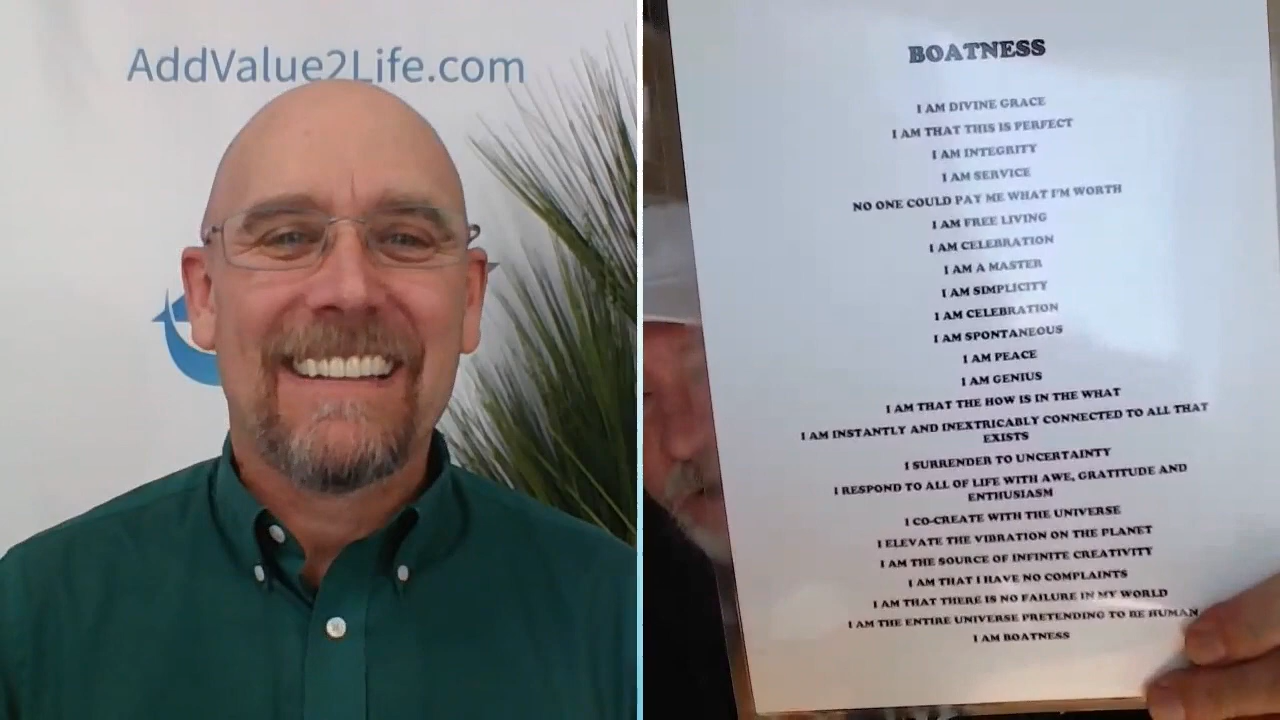 AddValue2Life.com
BOATNESS
I AM DIVINE GRACE
I AM THAT THIS IS PERFECT
I AM INTEGRITY
I AM SERVICE
NO ONE COULD PAY ME WHAT I'M WORTH
I AM FREE LIVING
I AM CELEBRATION
I AM A MASTER
I AM SIMPLICITY
I AM CELEBRATION
I AM SPONTANEOUS
I AM PEACE
I AM GENIUS
I AM THAT THE HOW IS IN THE WHAT
I AM INSTANTLY AND INEXTRICABLY CONNECTED TO ALL THAT
EXISTS
I SURRENDER TO UNCERTAINTY
I RESPOND TO ALL OF LIFE WITH AWE, GRATITUDE AND
ENTHUSIASM
I CO-CREATE WITH THE UNIVERSE
I ELEVATE THE VIBRATION ON THE PLANET
I AM THE SOURCE OF INFINITE CREATIVITY
I AM THAT I HAVE NO COMPLAINTS
I AM THAT THERE IS NO FAILURE IN MY WORLD
I AM THE ENTIRE UNIVERSE PRETENDING TO BE HUMAN
I AM BOATNESS